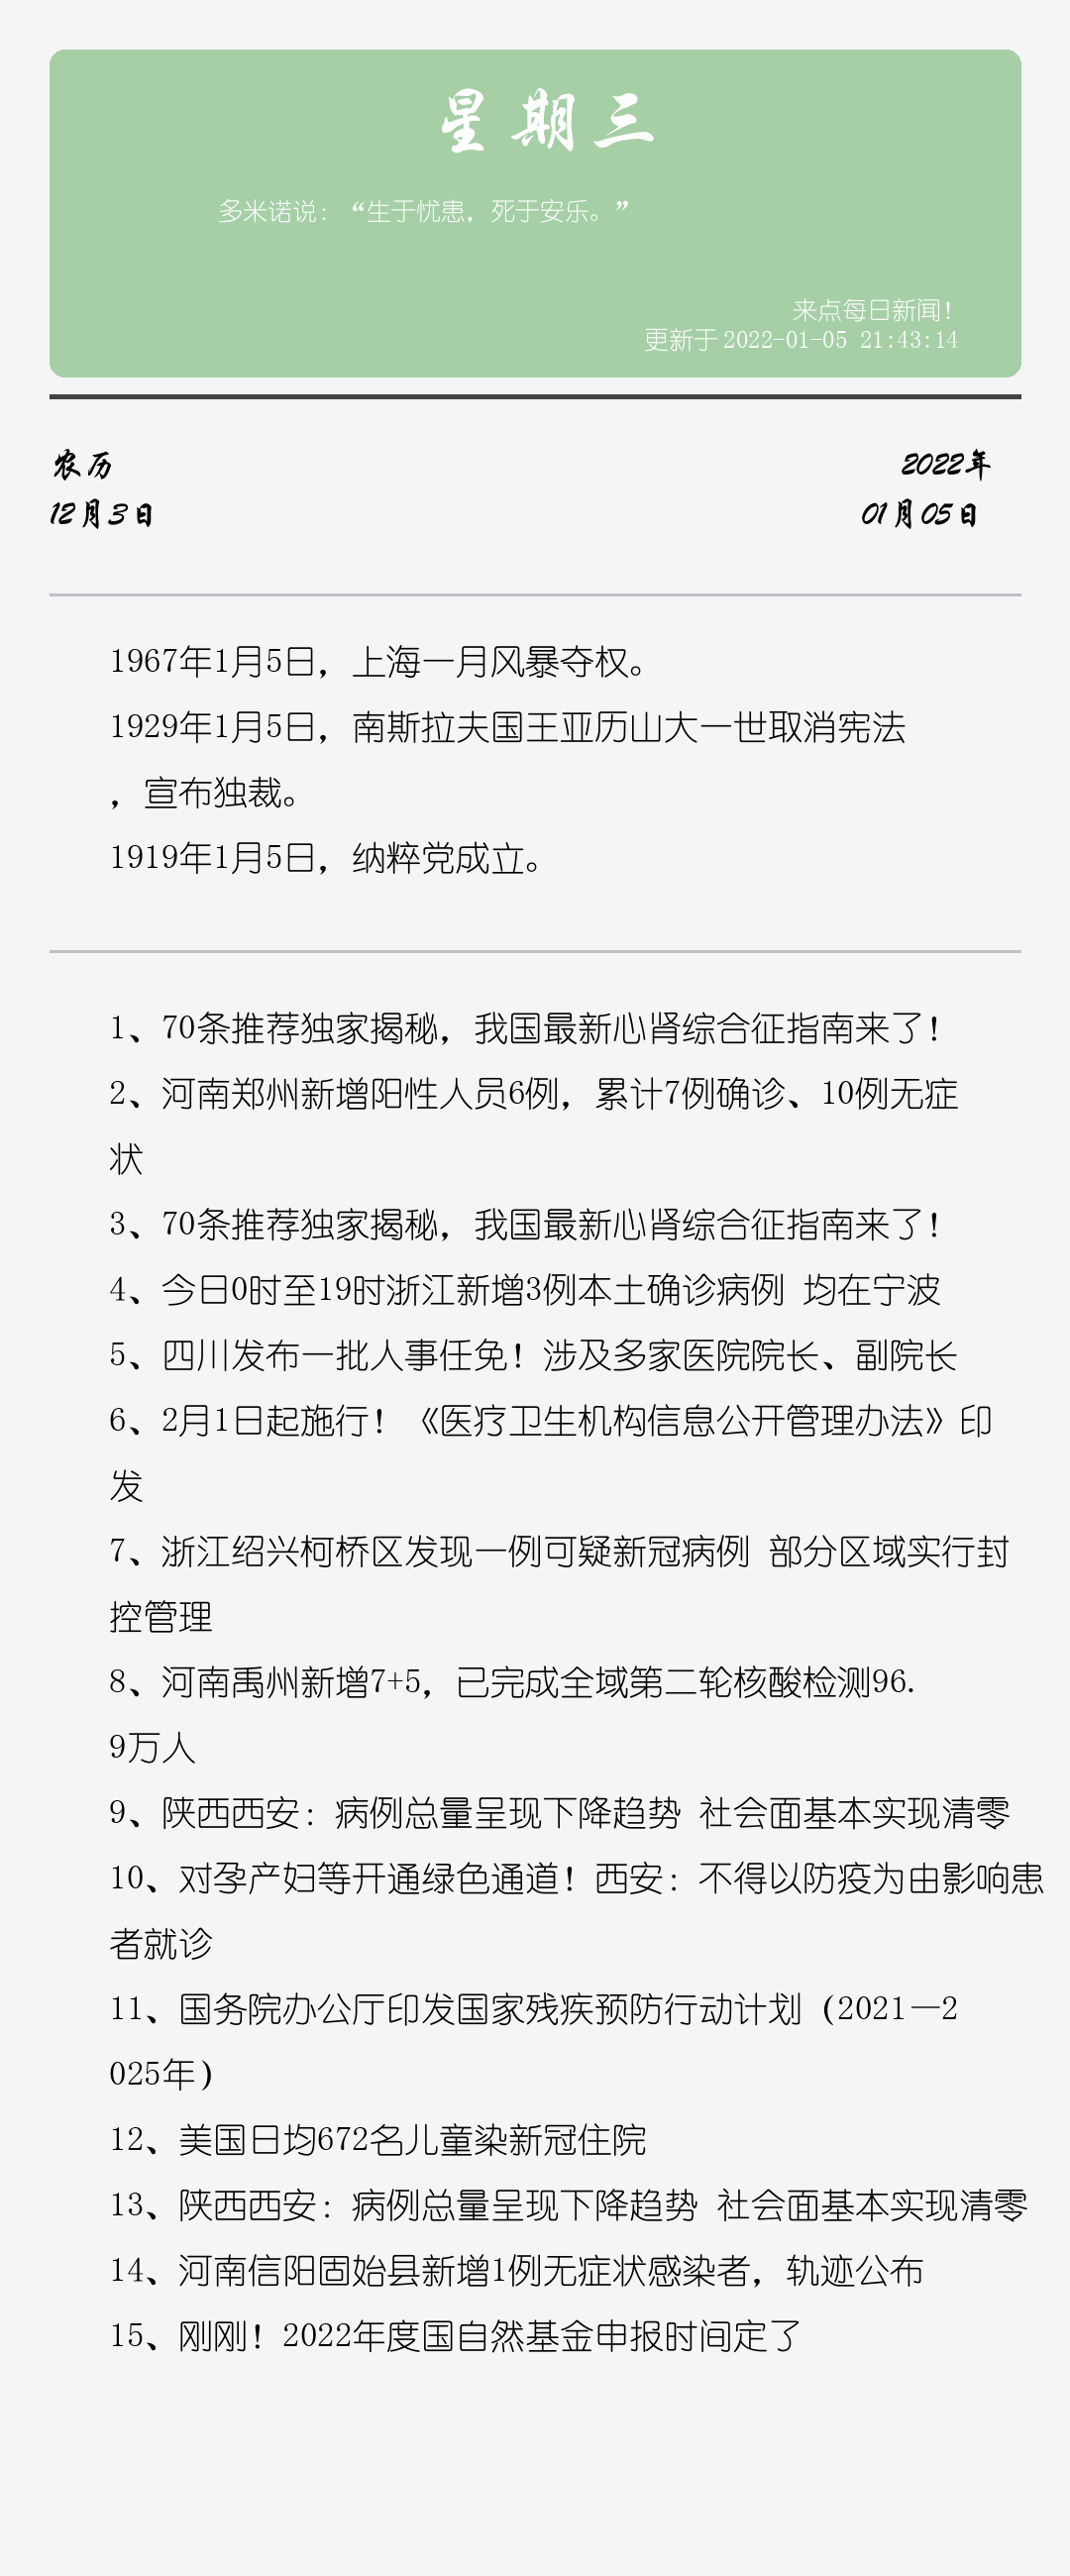 星期三
多米诺说：“生于忧患，死于安乐。”
来点每日新闻！
更新于 2022-01-05 21:43:14
农历
2022年
12月3日
01月05日
1967年1月5日，上海一月风暴夺权。
1929年1月5日，南斯拉夫国王亚历山大一世取消宪法
，宣布独裁。
1919年1月5日，纳粹党成立。
1、70条推荐独家揭秘，我国最新心肾综合征指南来了！
2、河南郑州新增阳性人员6例，累计7例确诊、10例无症
状
3、70条推荐独家揭秘，我国最新心肾综合征指南来了！
4、今日0时至19时浙江新增3例本土确诊病例 均在宁波
5、四川发布一批人事任免！涉及多家医院院长、副院长
6、2月1日起施行！《医疗卫生机构信息公开管理办法》印
发
7、浙江绍兴柯桥区发现一例可疑新冠病例 部分区域实行封
控管理
8、河南禹州新增7+5，已完成全域第二轮核酸检测96.
9万人
9、陕西西安：病例总量呈现下降趋势 社会面基本实现清零
10、对孕产妇等开通绿色通道！西安：不得以防疫为由影响患
者就诊
11、国务院办公厅印发国家残疾预防行动计划（2021—2
025年）
12、美国日均672名儿童染新冠住院
13、陕西西安：病例总量呈现下降趋势 社会面基本实现清零
14、河南信阳固始县新增1例无症状感染者，轨迹公布
15、刚刚！2022年度国自然基金申报时间定了